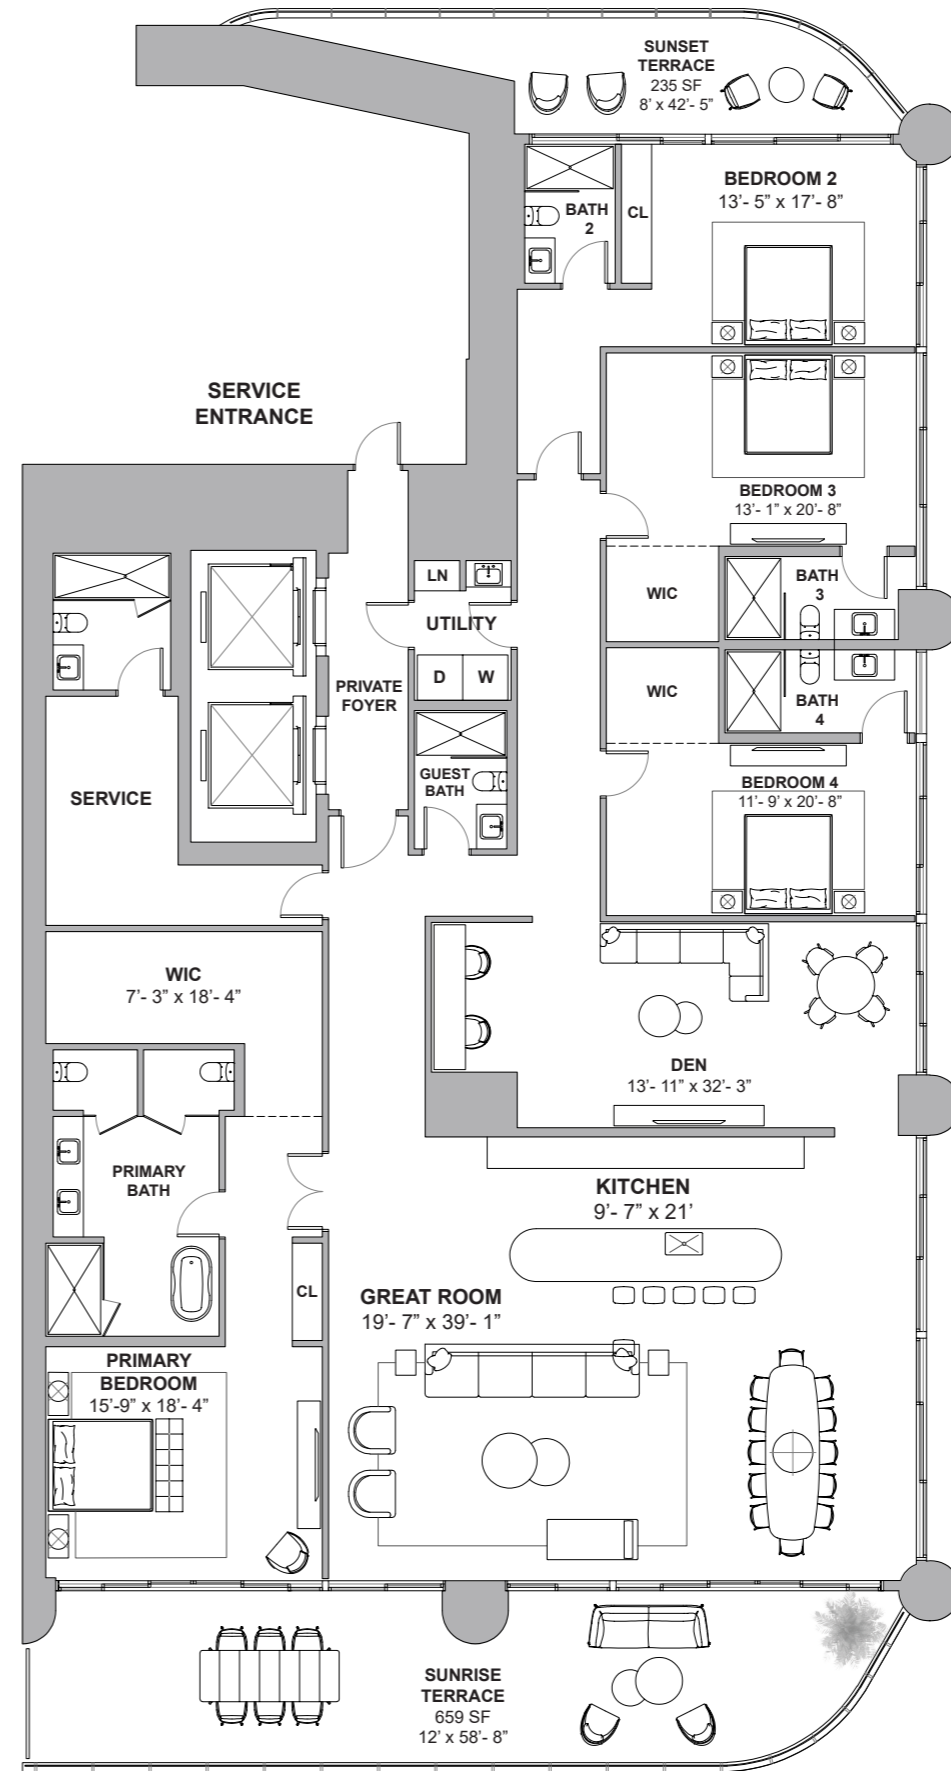 SUNSET
TERRACE
235 SF
8' x 42'- 5”
BEDROOM 2
13'- 5” x 17'- 8”
BATH
2
CL
SERVICE
ENTRANCE
BEDROOM 3
13'- 1” x 20'- 8”
LN
BATH
3
WIC
UTILITY
D
W
PRIVATE
FOYER
WIC
BATH
4
GUEST
BATH
BEDROOM 4
11'- 9' x 20'- 8”
SERVICE
WIC
7'- 3” x 18'- 4”
DEN
13'- 11” x 32'- 3”
PRIMARY
BATH
KITCHEN
9'- 7” x 21'
CL
GREAT ROOM
19'- 7” x 39'- 1”
PRIMARY
BEDROOM
15'-9” x 18'- 4”
SUNRISE
TERRACE
659 SF
12' x 58'- 8”